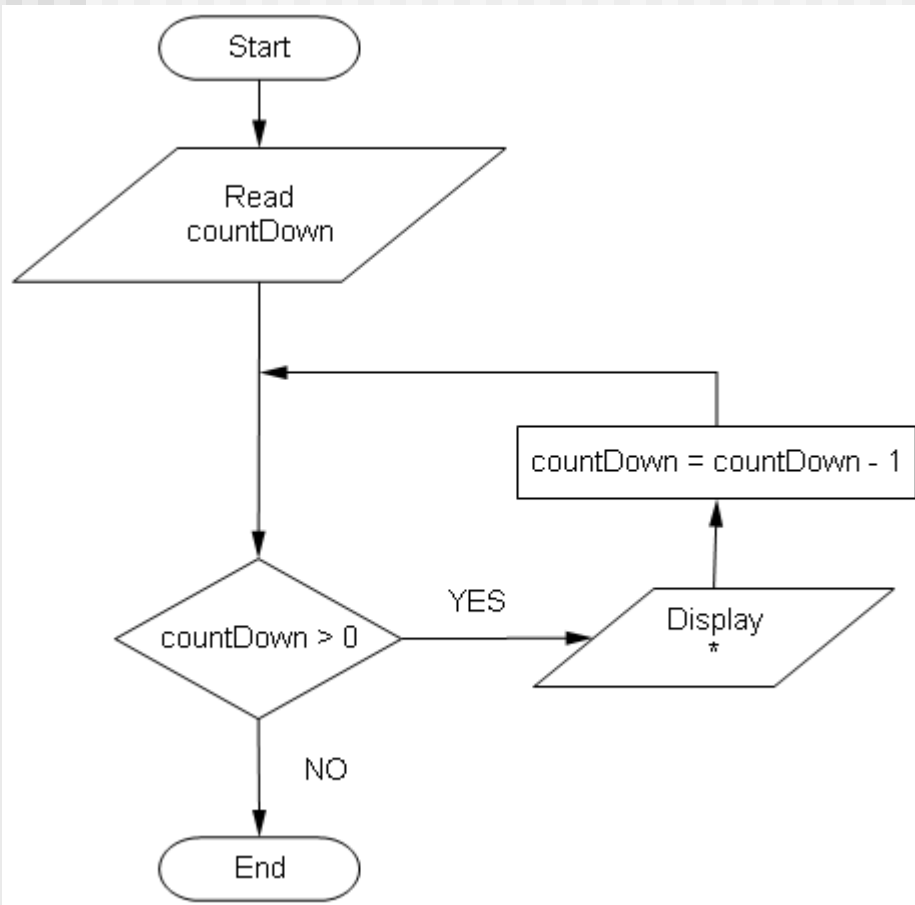 Start
Read
countDown
countDown = countDown - 1
YES
countDown > 0
Display
*
NO
End